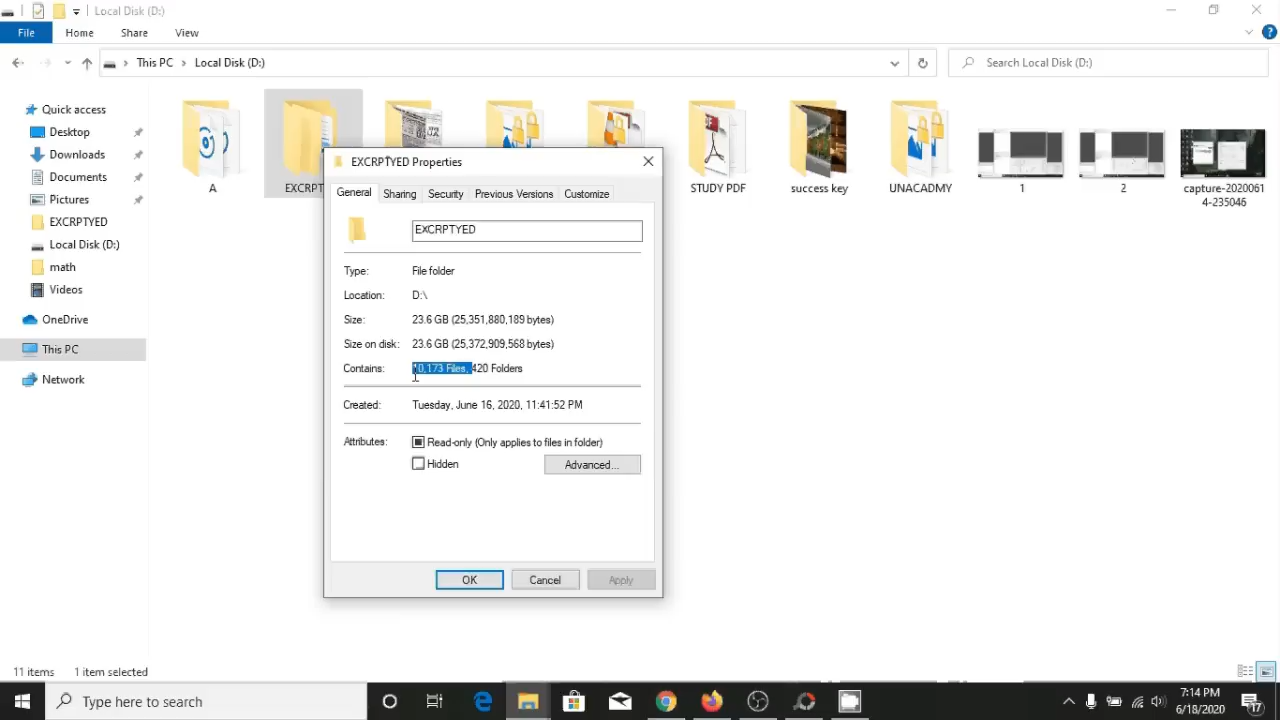 Local Disk (D:)
File Home Share View
This PC Local Disk (D:) Search Local Disk (D:)
Quick access
Desktop
Downloads
Documents
Pictures
EXCRPTYED
Local Disk (D:)
math
Videos
OneDrive
This PC
Network
A
EXCRPT
STUDY PDF
success key
UNACADMY
1
2
capture-2020061
4-235046
EXCRPTYED Properties
General Sharing Security Previous Versions Customize
EXCRPTYED
Type: File folder
Location: D:\
Size: 23.6 GB (25,351,880,189 bytes)
Size on disk: 23.6 GB (25,372,909,568 bytes)
Contains: 10,173 Files, 420 Folders
Created: Tuesday, June 16, 2020, 11:41:52 PM
Attributes: Read-only (Only applies to files in folder)
Hidden Advanced...
OK Cancel Apply
11 items 1 item selected
Type here to search
7:14 PM
6/18/2020
17